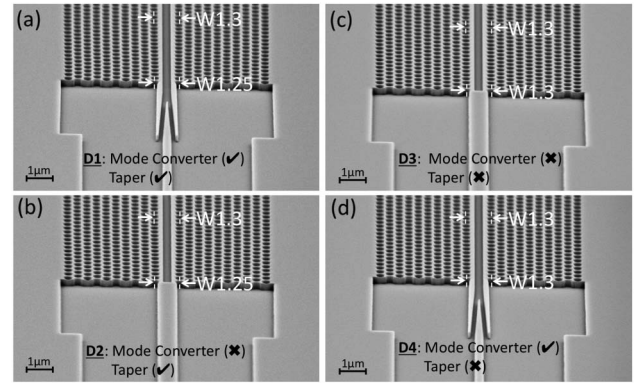 (a)
W1.3
W1.25
D1: Mode Converter (✔)
Taper (✔)
1μm
(c)
W1.3
W1.3
D3: Mode Converter (✖)
Taper (✖)
1μm
(b)
W1.3
W1.25
D2: Mode Converter (✖)
Taper (✔)
1μm
(d)
W1.3
W1.3
D4: Mode Converter (✔)
Taper (✖)
1μm